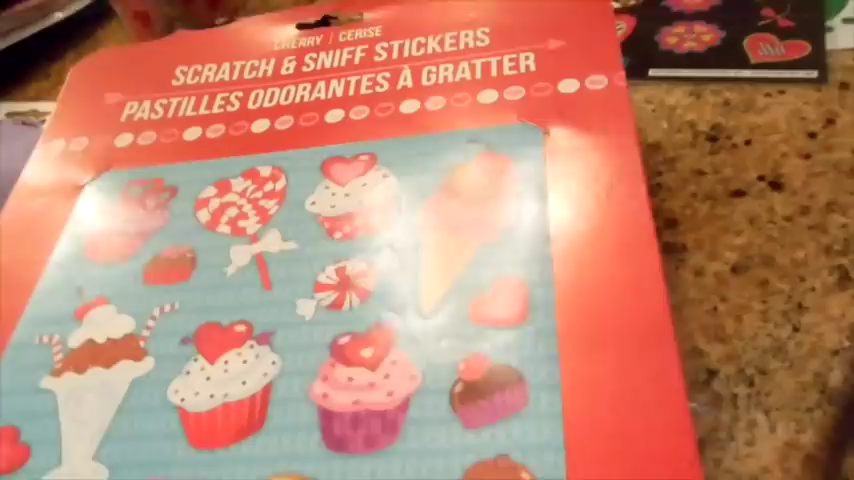 CHERRY | CERISE
SCRATCH & SNIFF STICKERS
PASTILLES ODORANTES À GRATTER